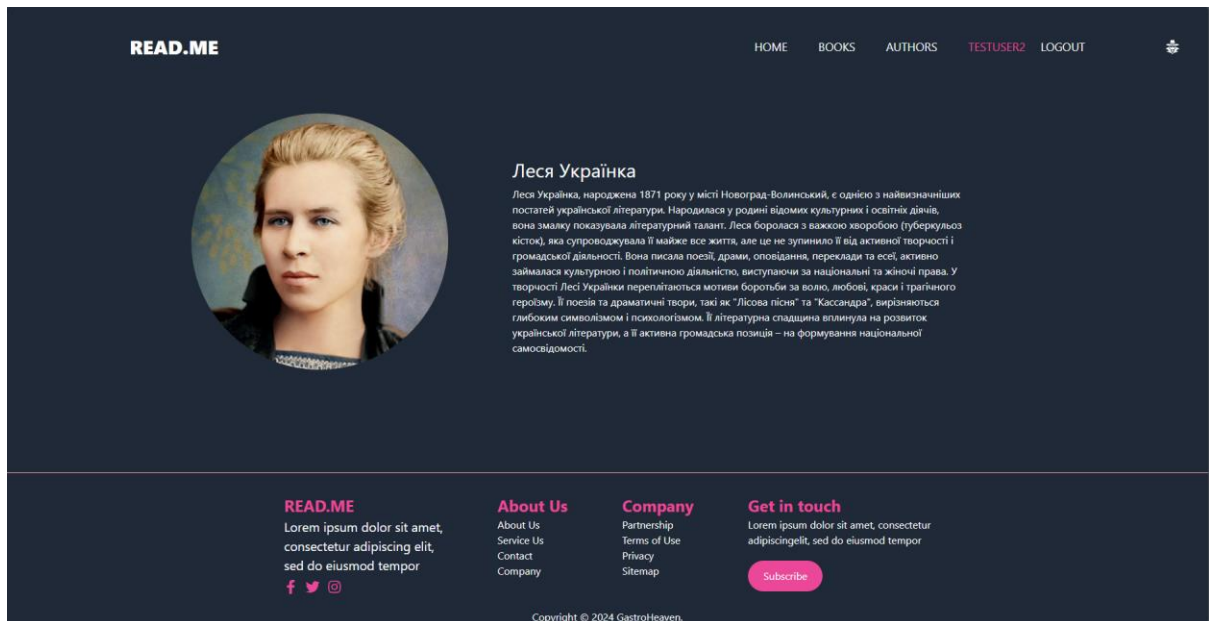 READ.ME
HOME BOOKS AUTHORS TESTUSER2 LOGOUT
Леся Українка
Леся Українка, народжена 1871 року у місті Новоград-Волинський, є однією з найвизначніших
постатей української літератури. Народилася у родині відомих культурних і освітніх діячів,
вона змалку показувала літературний талант. Леся боролася з важкою хворобою (туберкульоз
кісток), яка супроводжувала її майже все життя, але це не зупинило її від активної творчості і
громадської діяльності. Вона писала поезії, драми, оповідання, переклади та есеї, активно
займалася культурною і політичною діяльністю, виступаючи за національні та жіночі права. У
творчості Лесі Українки переплітаються мотиви боротьби за волю, любові, краси і трагічного
героїзму. Її поезія та драматичні твори, такі як "Лісова пісня" та "Кассандра", вирізняються
глибоким символізмом і психологізмом. Її літературна спадщина вплинула на розвиток
української літератури, а її активна громадська позиція – на формування національної
самосвідомості.
READ.ME
Lorem ipsum dolor sit amet,
consectetur adipiscing elit,
sed do eiusmod tempor
About Us
About Us
Service Us
Contact
Company
Company
Partnership
Terms of Use
Privacy
Sitemap
Get in touch
Lorem ipsum dolor sit amet, consectetur
adipiscingelit, sed do eiusmod tempor
Subscribe
Copyright © 2024 GastroHeaven.